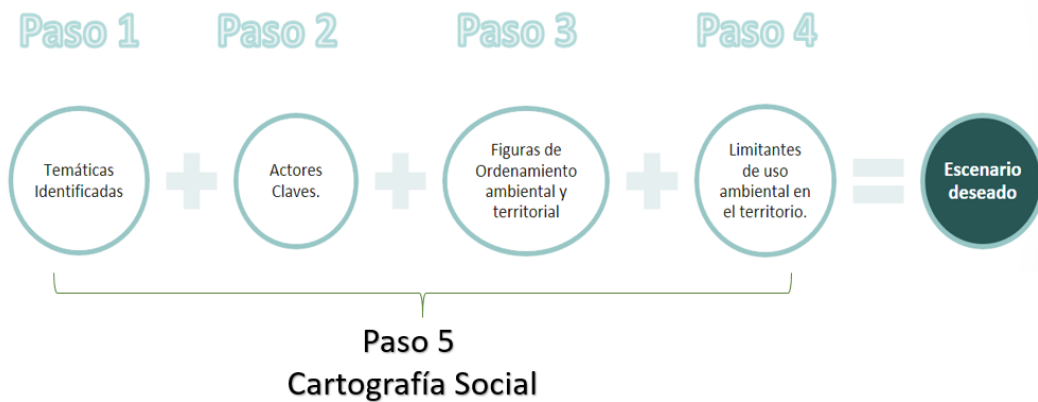 Paso 1
Paso 2
Paso 3
Paso 4
Temáticas
Identificadas
Actores
Claves.
Figuras de
Ordenamiento
ambiental y
territorial
Limitantes
de uso
ambiental en
el territorio.
Escenario
deseado
Paso 5
Cartografía Social